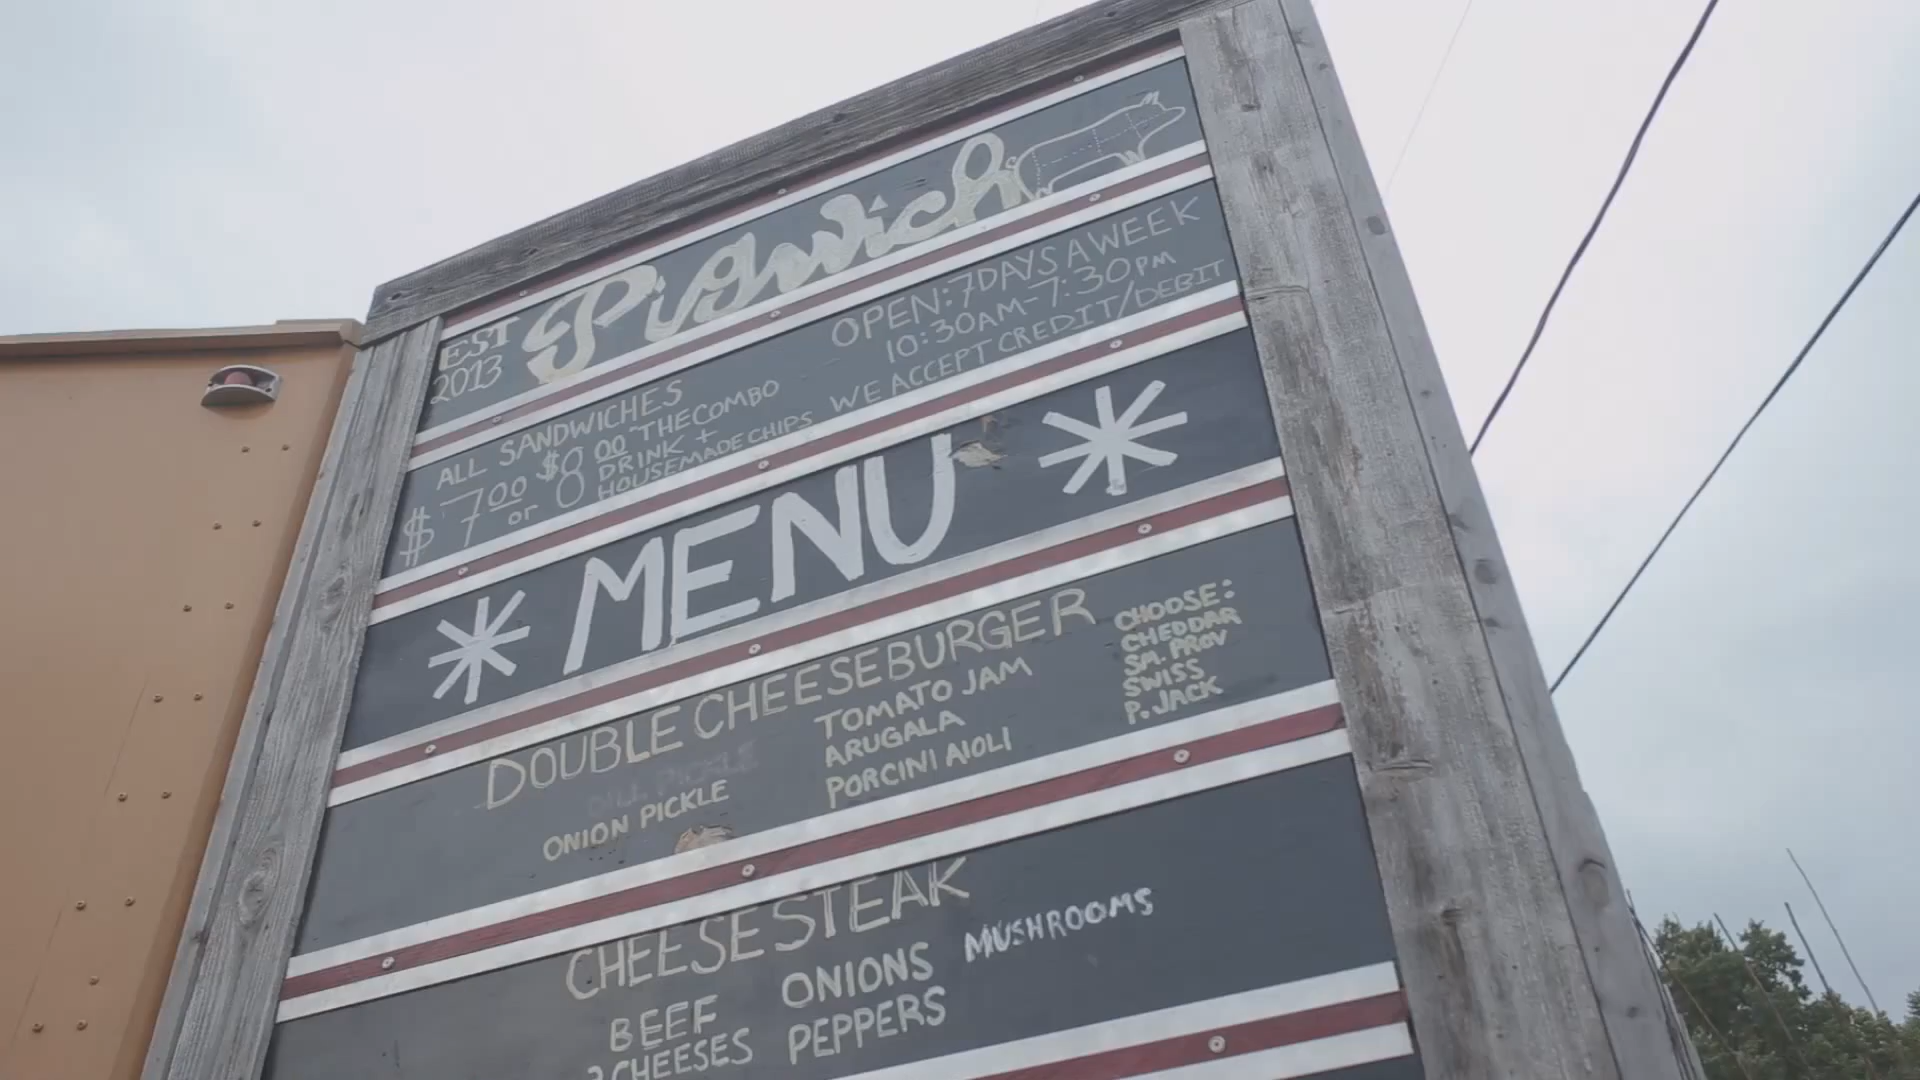 EST 2013
Pigwich
ALL SANDWICHES
$7.00 or $8.00 "THE COMBO
DRINK +
HOUSEMADE CHIPS
OPEN: 7 DAYS A WEEK
10:30AM-7:30PM
WE ACCEPT CREDIT/DEBIT
* MENU *
DOUBLE CHEESEBURGER
DILL PICKLE
ONION PICKLE
TOMATO JAM
ARUGALA
PORCINI AIOLI
CHOOSE:
CHEDDAR
SM. PROV
SWISS
P. JACK
CHEESESTEAK
BEEF
CHEESES
ONIONS
PEPPERS
MUSHROOMS